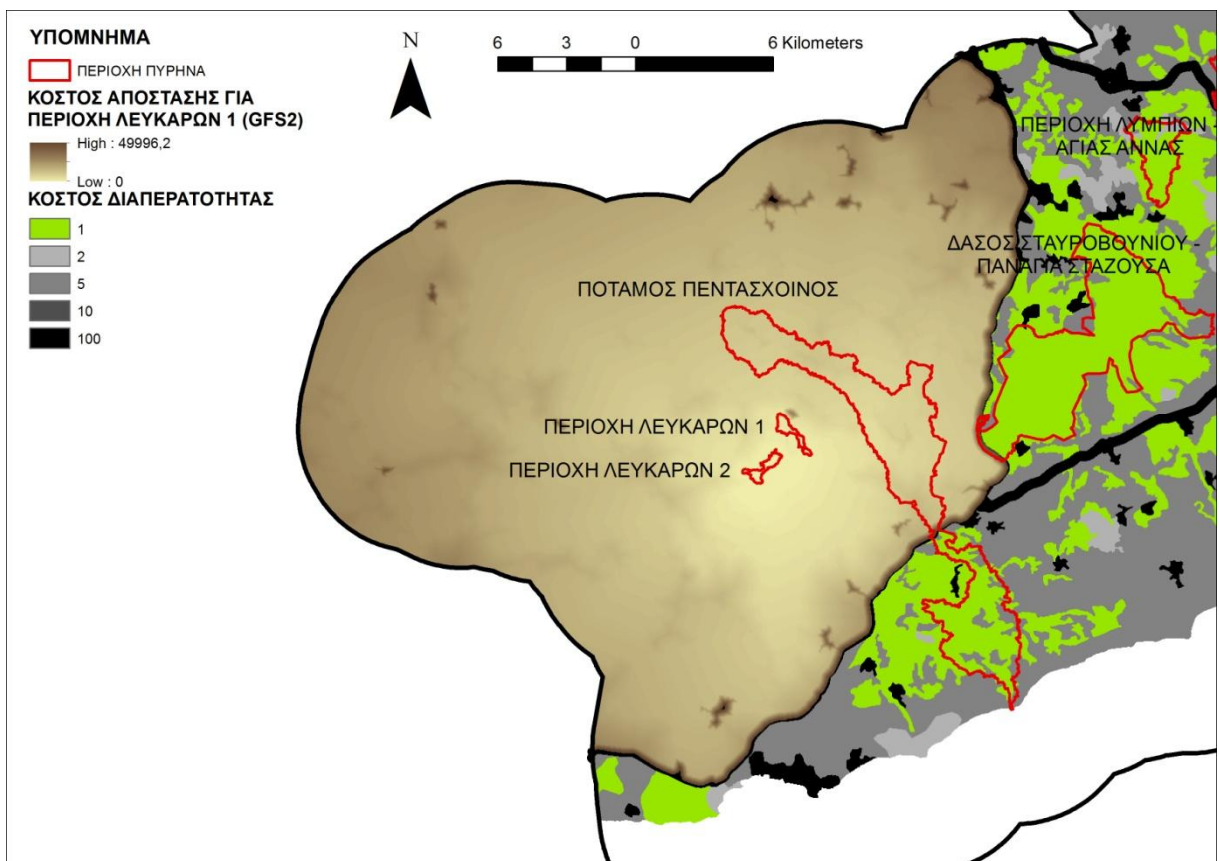 ΥΠΟΜΝΗΜΑ
ΠΕΡΙΟΧΗ ΠΥΡΗΝΑ
ΚΟΣΤΟΣ ΑΠΟΣΤΑΣΗΣ ΓΙΑ
ΠΕΡΙΟΧΗ ΛΕΥΚΑΡΩΝ 1 (GFS2)
High : 49996,2
Low : 0
ΚΟΣΤΟΣ ΔΙΑΠΕΡΑΤΟΤΗΤΑΣ
1
2
5
10
100
N
6 3 0 6 Kilometers
ΠΕΡΙΟΧΗ ΛΥΜΠΙΩΝ -
ΑΓΙΑΣ ΑΝΝΑΣ
ΔΑΣΟΣ ΣΤΑΥΡΟΒΟΥΝΙΟΥ -
ΠΑΝΑΓΙΑ ΣΤΑΖΟΥΣΑ
ΠΟΤΑΜΟΣ ΠΕΝΤΑΣΧΟΙΝΟΣ
ΠΕΡΙΟΧΗ ΛΕΥΚΑΡΩΝ 1
ΠΕΡΙΟΧΗ ΛΕΥΚΑΡΩΝ 2